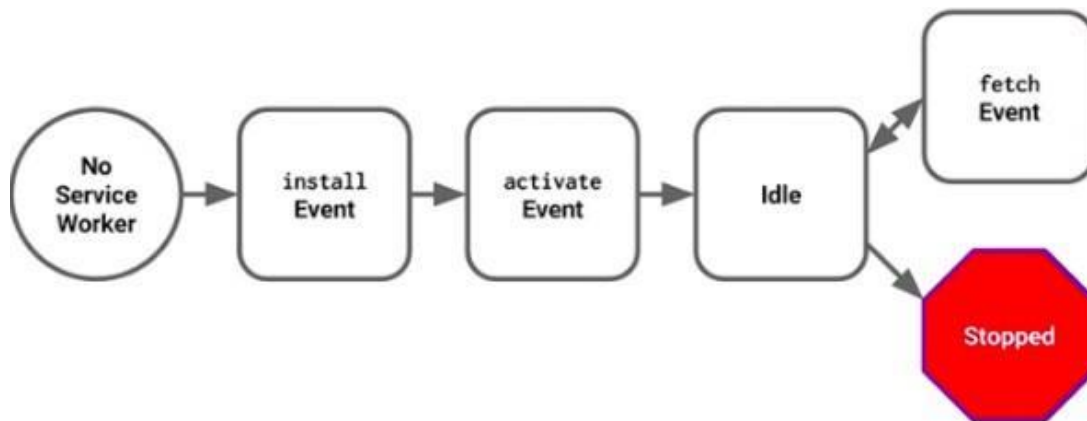 No
Service
Worker
install
Event
activate
Event
Idle
fetch
Event
Stopped